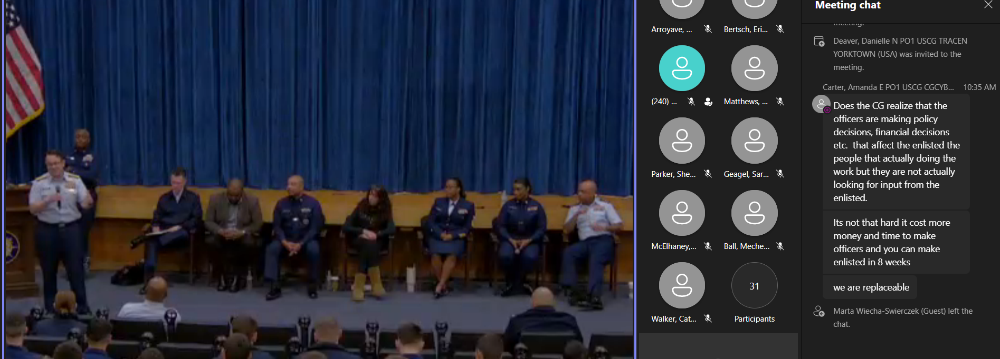 Arroyave, ...
Bertsch, Eri...
(240) ...
Matthews, ...
Parker, She...
Geagel, Sar...
McElhaney,...
Ball, Meche...
Walker, Cat...
31
Participants
Meeting chat
meeting.
Deaver, Danielle N PO1 USCG TRACEN
YORKTOWN (USA) was invited to the
meeting.
Carter, Amanda E PO1 USCG CGCYB... 10:35 AM
Does the CG realize that the
officers are making policy
decisions, financial decisions
etc.  that affect the enlisted the
people that actually doing the
work but they are not actually
looking for input from the
enlisted.
Its not that hard it cost more
money and time to make
officers and you can make
enlisted in 8 weeks
we are replaceable
Marta Wiecha-Swierczek (Guest) left the
chat.